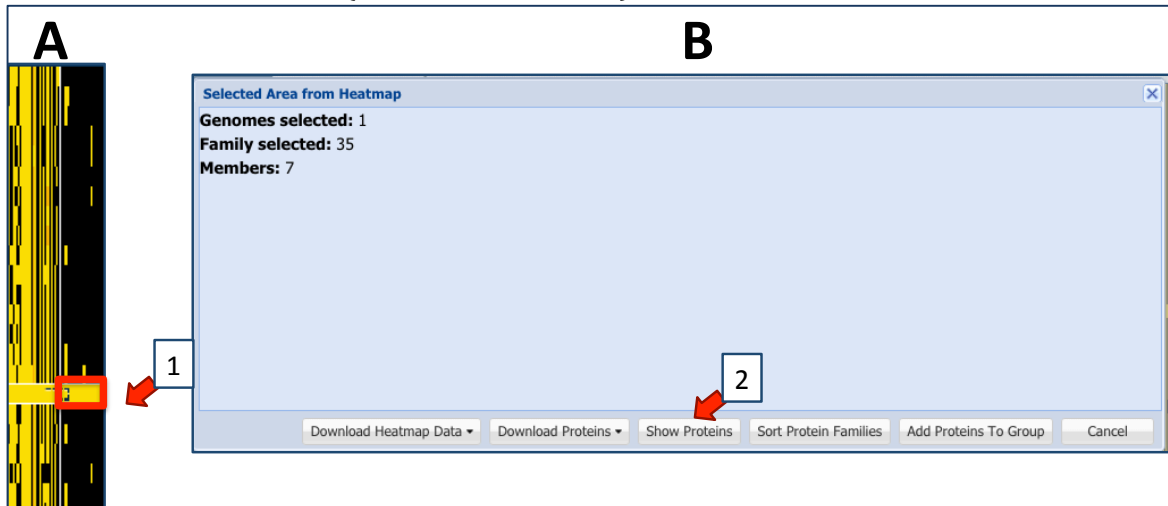 A
B
Selected Area from Heatmap
Genomes selected: 1
Family selected: 35
Members: 7
1
2
Download Heatmap Data
Download Proteins
Show Proteins
Sort Protein Families
Add Proteins To Group
Cancel